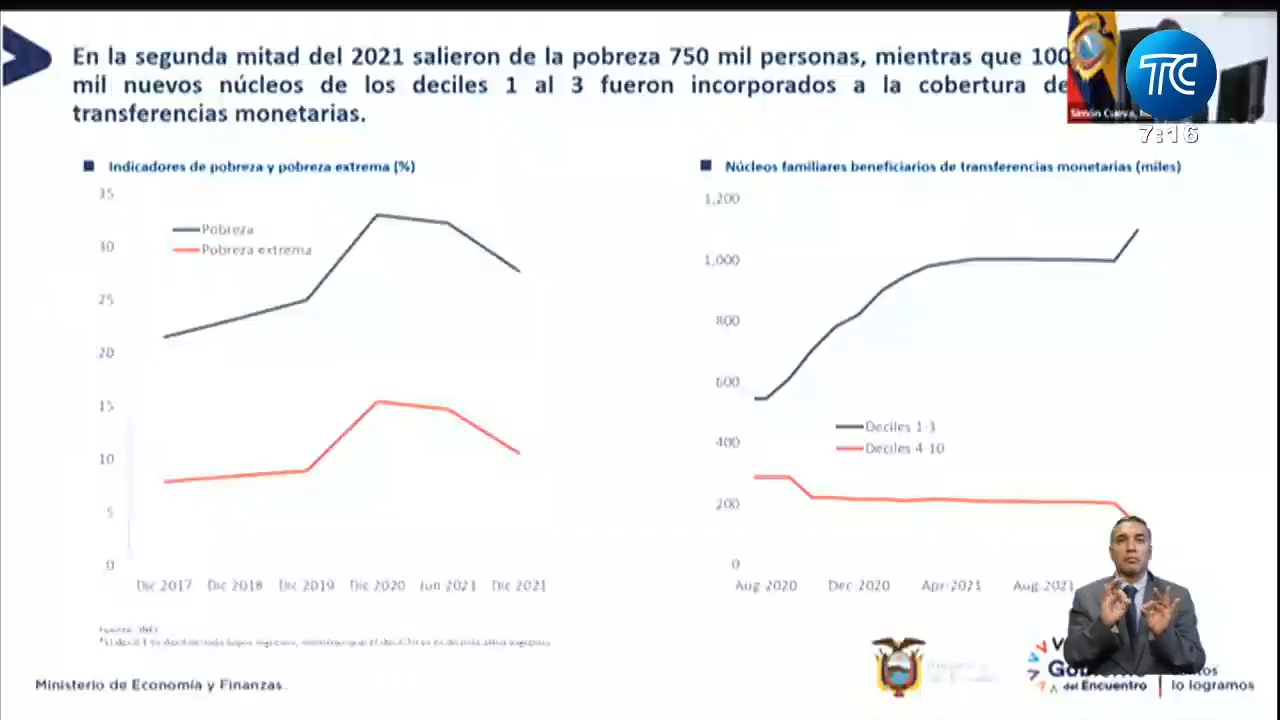 En la segunda mitad del 2021 salieron de la pobreza 750 mil personas, mientras que 100
mil nuevos núcleos de los deciles 1 al 3 fueron incorporados a la cobertura de
transferencias monetarias.
TC
7:16
Simón Cueva,
Indicadores de pobreza y pobreza extrema (%)
35
30
25
20
15
10
5
0
Pobreza
Pobreza extrema
Dic 2017 Dic 2018 Dic 2019 Dic 2020 Jun 2021 Dic 2021
Núcleos familiares beneficiarios de transferencias monetarias (miles)
1,200
1,000
800
600
400
200
0
Deciles 1-3
Deciles 4-10
Aug-2020 Dec 2020 Apr-2021 Aug-2021
Ministerio de Economía y Finanzas
del Encuentro
lo logramos